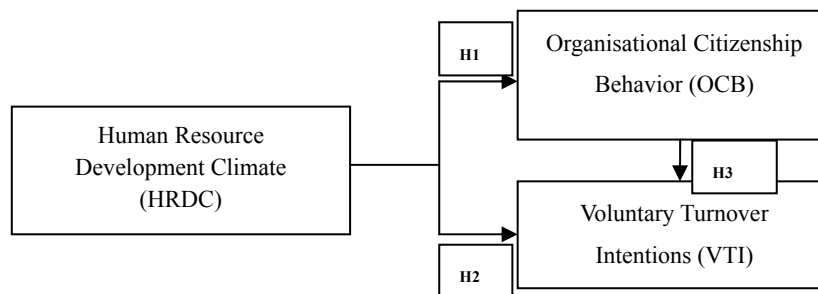 H1
Organisational Citizenship
Behavior (OCB)
Human Resource
Development Climate
(HRDC)
H3
Voluntary Turnover
Intentions (VTI)
H2